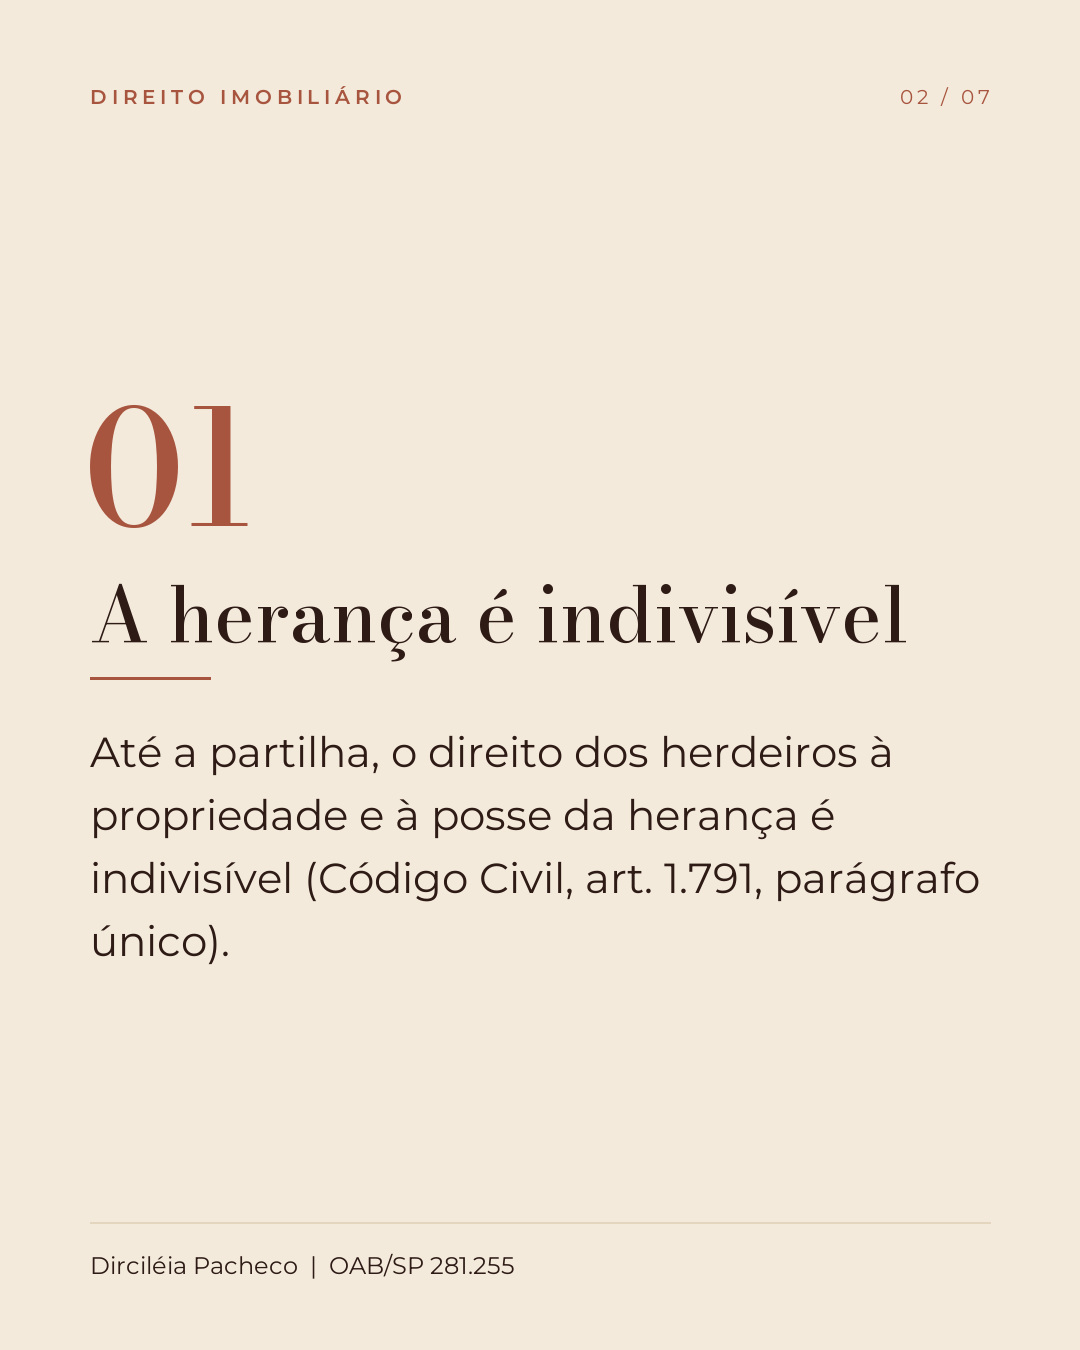 DIREITO IMOBILIÁRIO
02 / 07
01
A herança é indivisível
Até a partilha, o direito dos herdeiros à
propriedade e à posse da herança é
indivisível (Código Civil, art. 1.791, parágrafo
único).
Dirciléia Pacheco | OAB/SP 281.255